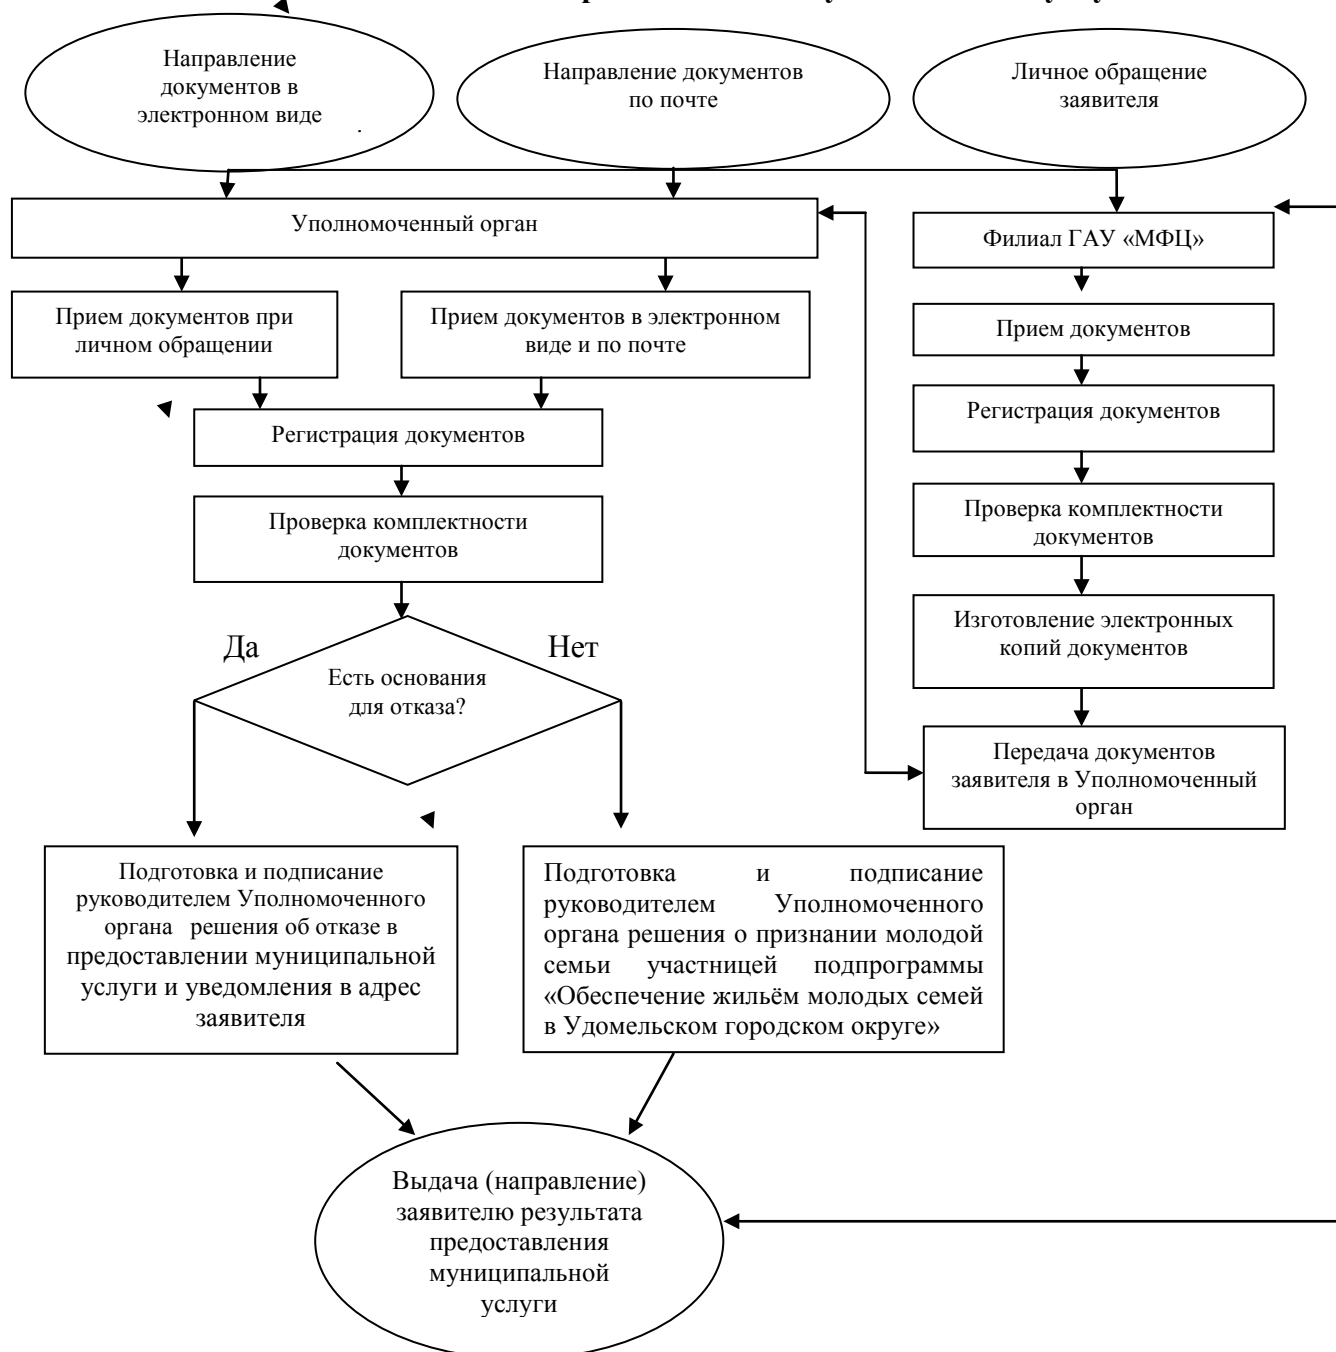 Направление
документов в
электронном виде
Направление документов
по почте
Личное обращение
заявителя
Уполномоченный орган
Филиал ГАУ «МФЦ»
Прием документов при
личном обращении
Прием документов в электронном
виде и по почте
Прием документов
Регистрация документов
Регистрация документов
Проверка комплектности
документов
Проверка комплектности
документов
Изготовление электронных
копий документов
Да
Нет
Есть основания
для отказа?
Передача документов
заявителя в Уполномоченный
орган
Подготовка и подписание
руководителем Уполномоченного
органа решения об отказе в
предоставлении муниципальной
услуги и уведомления в адрес
заявителя
Подготовка и подписание
руководителем Уполномоченного
органа решения о признании молодой
семьи участницей подпрограммы
«Обеспечение жильём молодых семей
в Удомельском городском округе»
Выдача (направление)
заявителю результата
предоставления
муниципальной
услуги